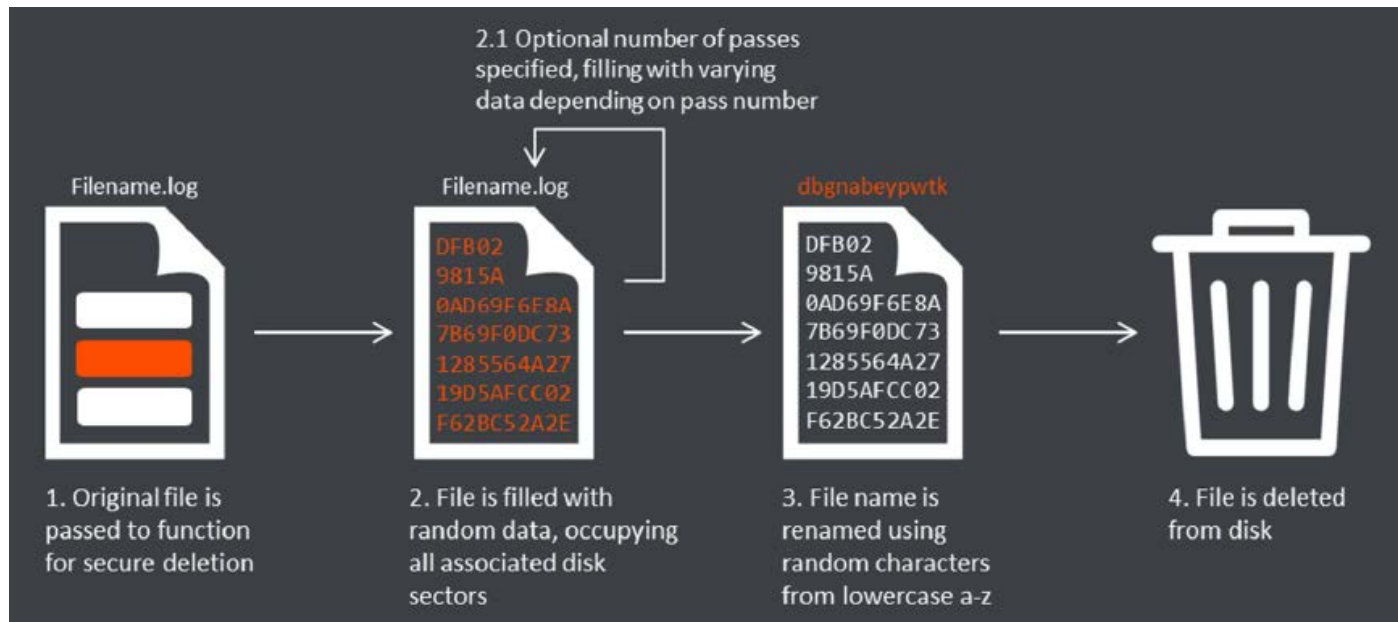 2.1 Optional number of passes
specified, filling with varying
data depending on pass number
Filename.log
Filename.log
dbgnabeypwtk
DFB02
9815A
0AD69F6E8A
7B69F0DC73
1285564A27
19D5AFCC02
F62BC52A2E
DFB02
9815A
0AD69F6E8A
7B69F0DC73
1285564A27
19D5AFCC02
F62BC52A2E
1. Original file is
passed to function
for secure deletion
2. File is filled with
random data, occupying
all associated disk
sectors
3. File name is
renamed using
random characters
from lowercase a-z
4. File is deleted
from disk